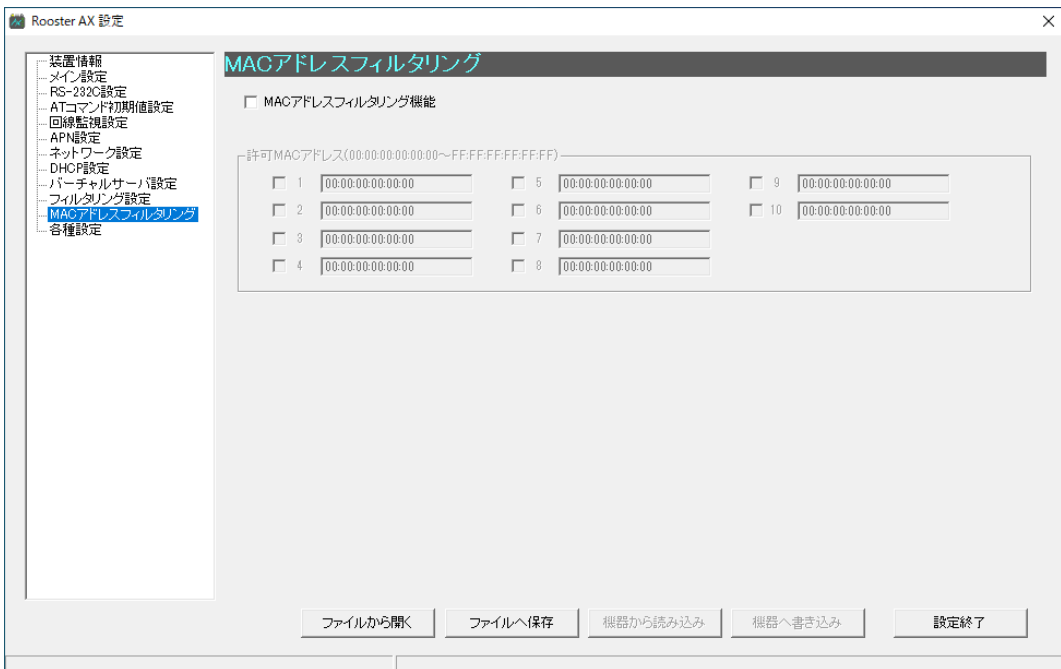 Rooster AX 設定
装置情報
メイン設定
RS-232C設定
ATコマンド初期値設定
回線監視設定
APN設定
ネットワーク設定
DHCP設定
バーチャルサーバ設定
フィルタリング設定
MACアドレスフィルタリング
各種設定
MACアドレスフィルタリング
MACアドレスフィルタリング機能
許可MACアドレス(00:00:00:00:00:00～FF:FF:FF:FF:FF:FF)
1 00:00:00:00:00:00 5 00:00:00:00:00:00 9 00:00:00:00:00:00
2 00:00:00:00:00:00 6 00:00:00:00:00:00 10 00:00:00:00:00:00
3 00:00:00:00:00:00 7 00:00:00:00:00:00
4 00:00:00:00:00:00 8 00:00:00:00:00:00
ファイルから開く ファイルへ保存 機器から読み込み 機器へ書き込み 設定終了